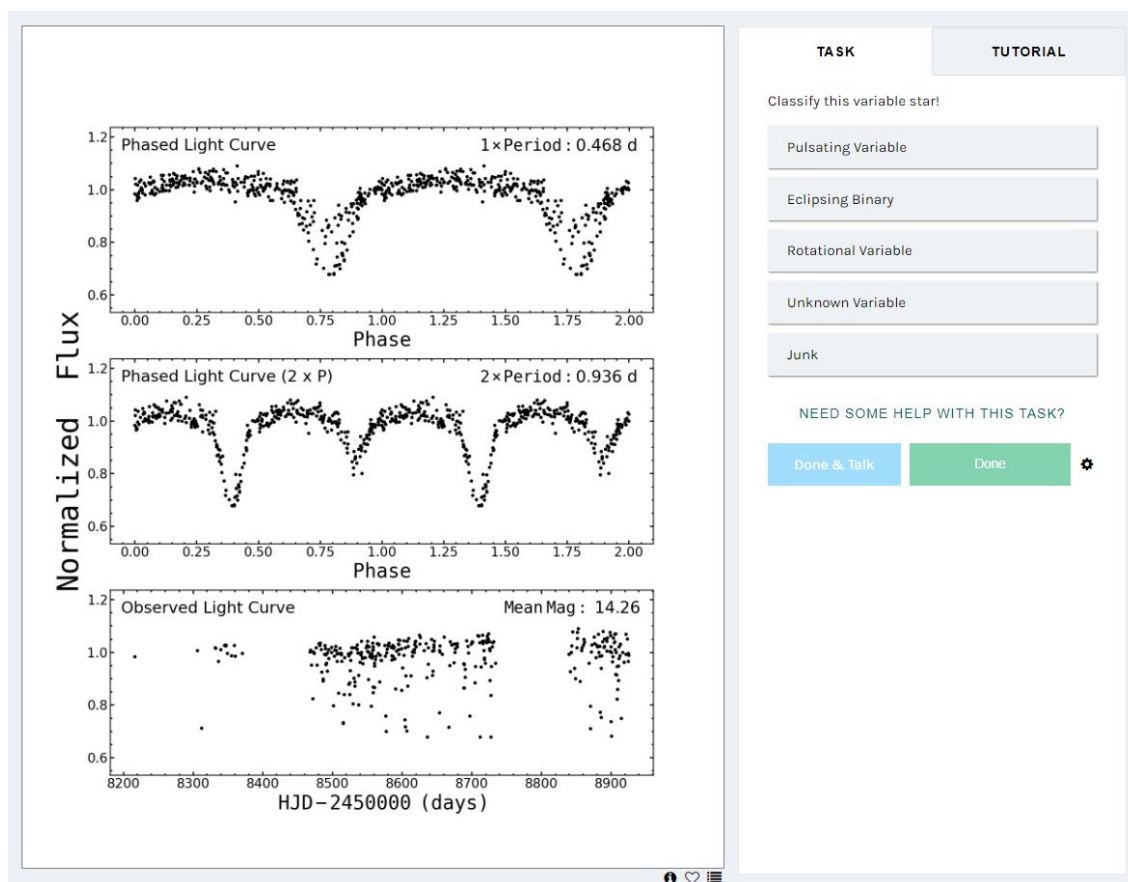 Phased Light Curve 1×Period : 0.468 d
1.2
1.0
0.8
0.6
0.00 0.25 0.50 0.75 1.00 1.25 1.50 1.75 2.00
Phase
Phased Light Curve (2 x P) 2×Period : 0.936 d
1.2
1.0
0.8
0.6
0.00 0.25 0.50 0.75 1.00 1.25 1.50 1.75 2.00
Phase
Observed Light Curve Mean Mag : 14.26
1.2
1.0
0.8
0.6
8200 8300 8400 8500 8600 8700 8800 8900
HJD−2450000 (days)
Normalized Flux
TASK TUTORIAL
Classify this variable star!
Pulsating Variable
Eclipsing Binary
Rotational Variable
Unknown Variable
Junk
NEED SOME HELP WITH THIS TASK?
Done & Talk Done